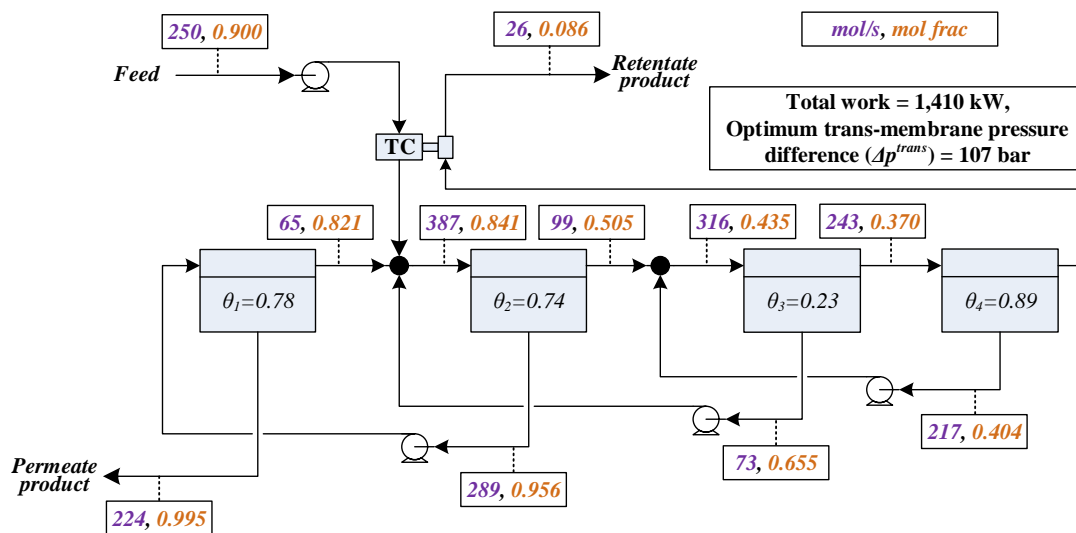 250, 0.900
26, 0.086
mol/s, mol frac
Feed
Retentate
product
Total work = 1,410 kW,
Optimum trans-membrane pressure
difference (Δp^trans) = 107 bar
TC
65, 0.821
387, 0.841
99, 0.505
316, 0.435
243, 0.370
θ₁=0.78
θ₂=0.74
θ₃=0.23
θ₄=0.89
217, 0.404
73, 0.655
Permeate
product
289, 0.956
224, 0.995